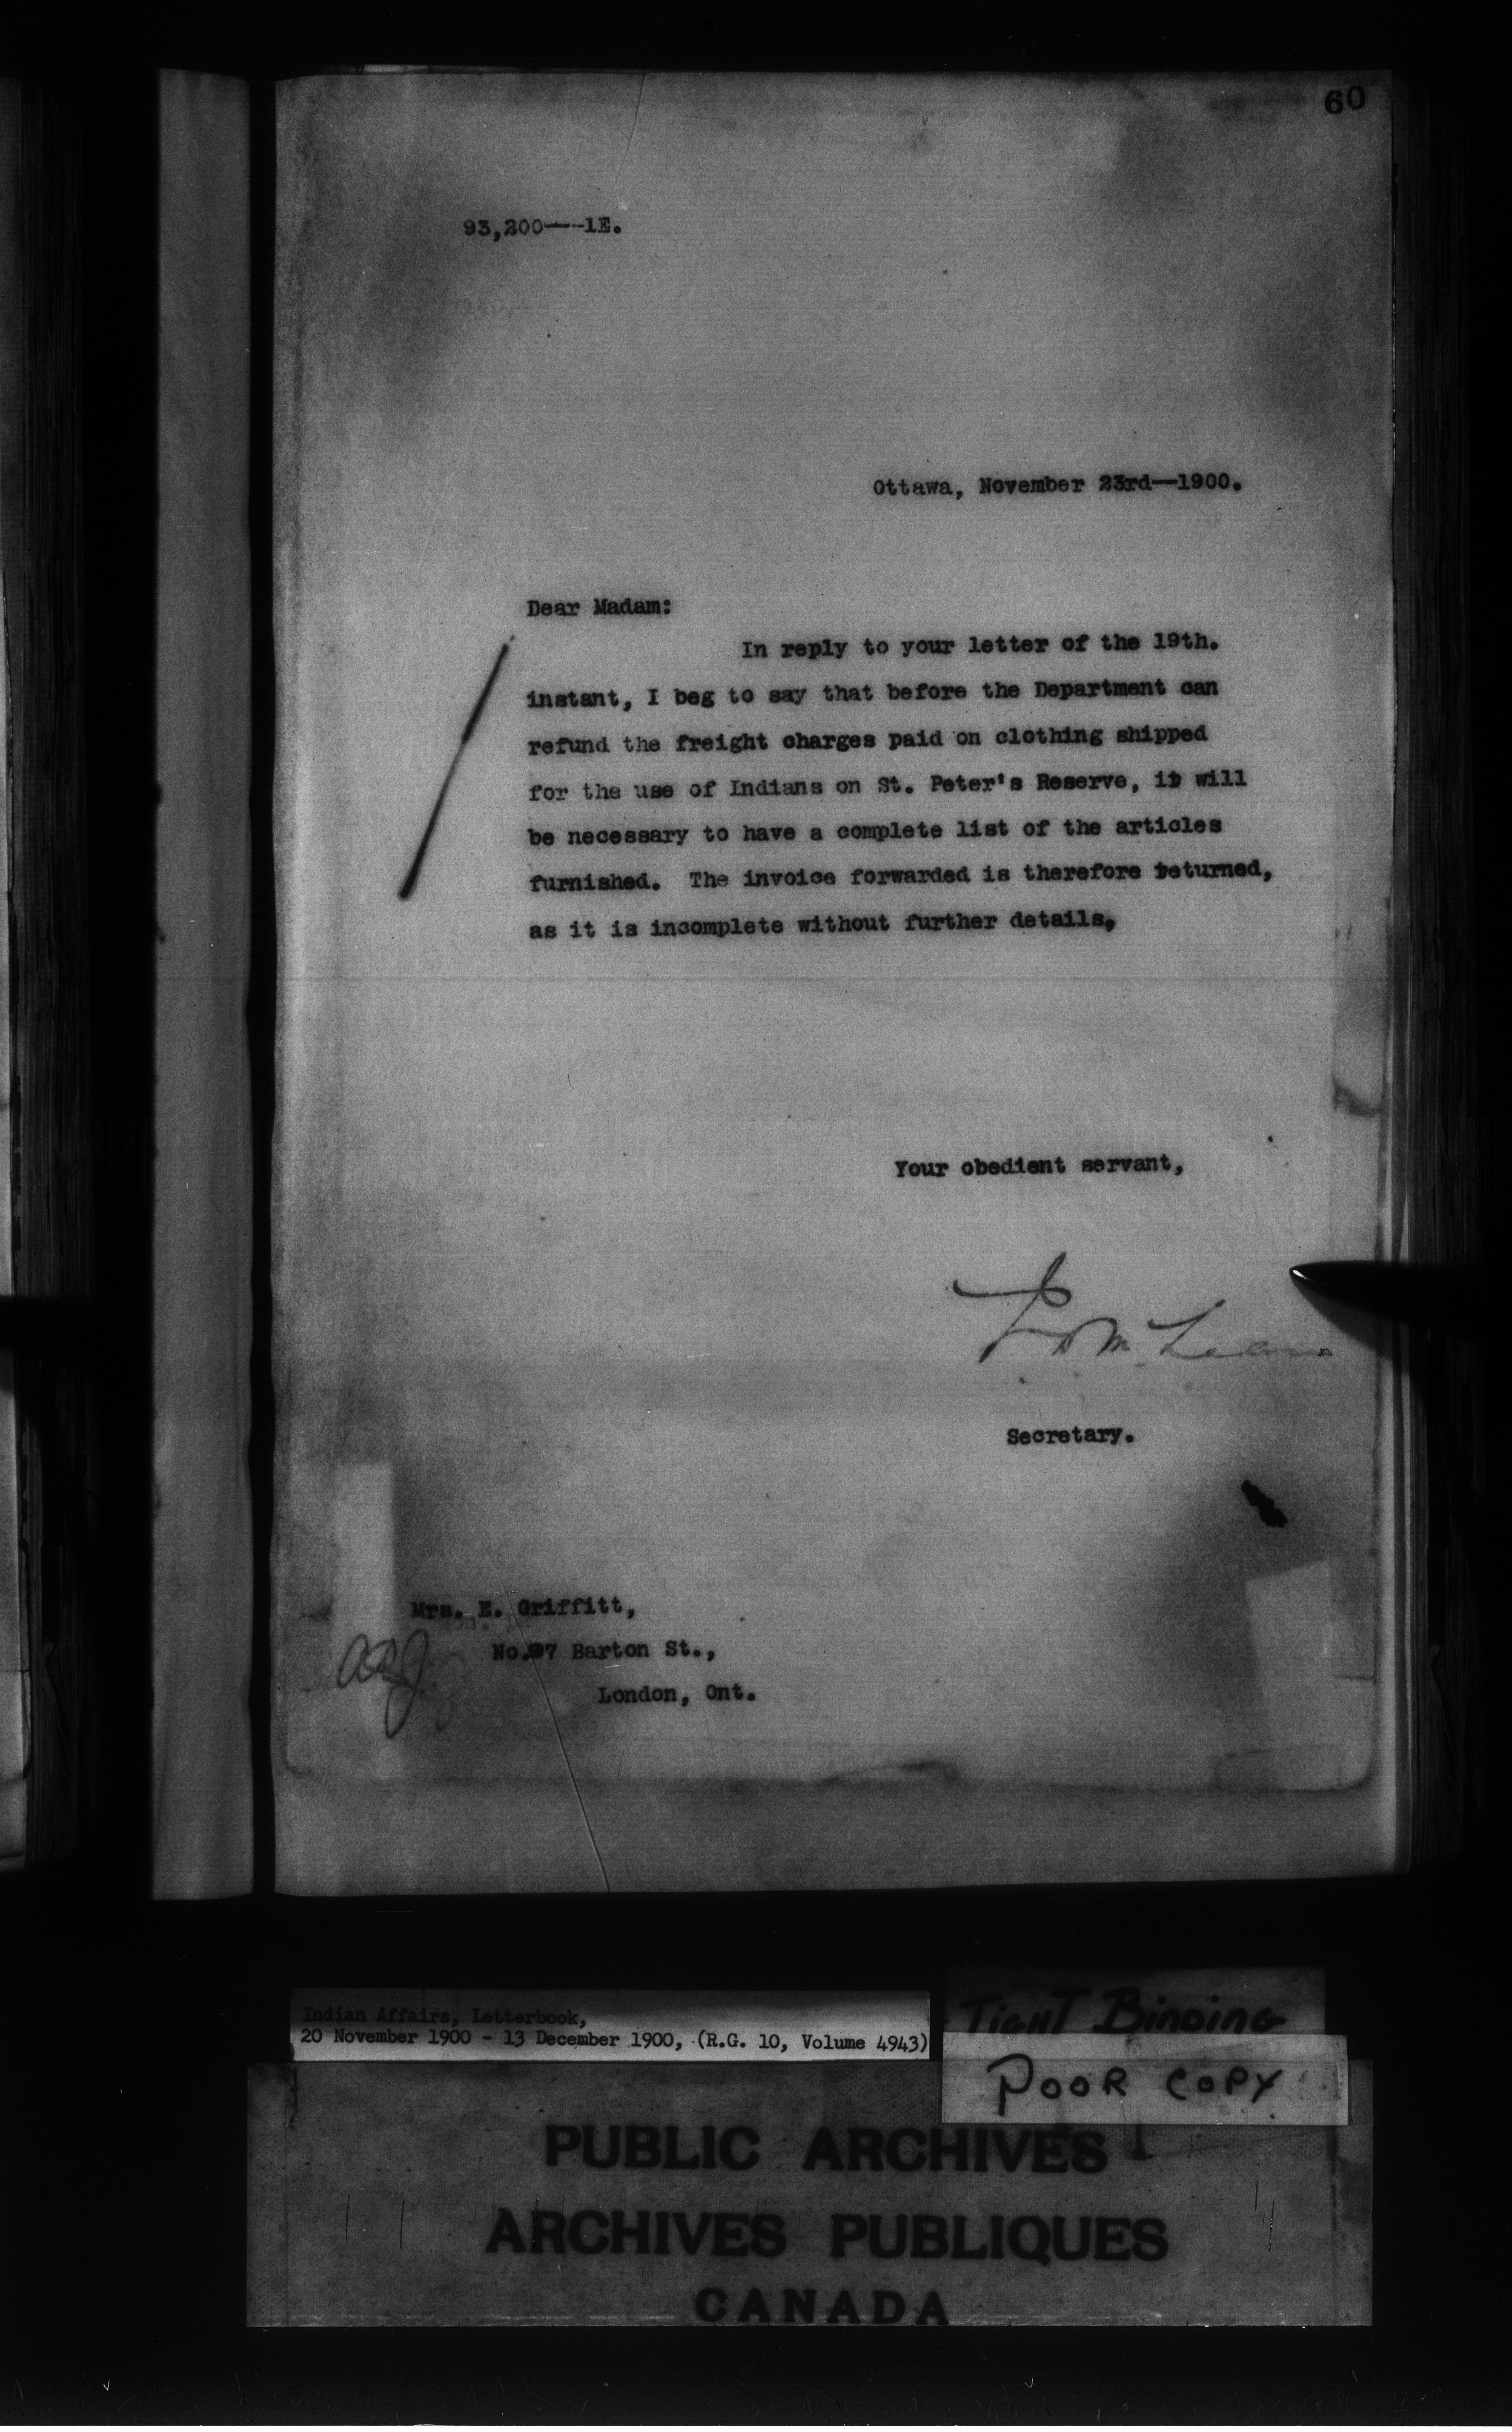 60
93,200---1E.
Ottawa, November 23rd--1900.
Dear Madam:
In reply to your letter of the 19th.
instant, I beg to say that before the Department can
refund the freight charges paid on clothing shipped
for the use of Indians on St. Peter's Reserve, it will
be necessary to have a complete list of the articles
furnished. The invoice forwarded is therefore returned,
as it is incomplete without further details.
Your obedient servant,
McLean
Secretary.
Mrs. E. Griffitt,
No. 7 Barton St.,
London, Ont.
Indian Affairs, Letterbook,
20 November 1900 - 13 December 1900, (R.G. 10, Volume 4943)
TIGHT BINDING
POOR COPY
PUBLIC ARCHIVES
ARCHIVES PUBLIQUES
CANADA